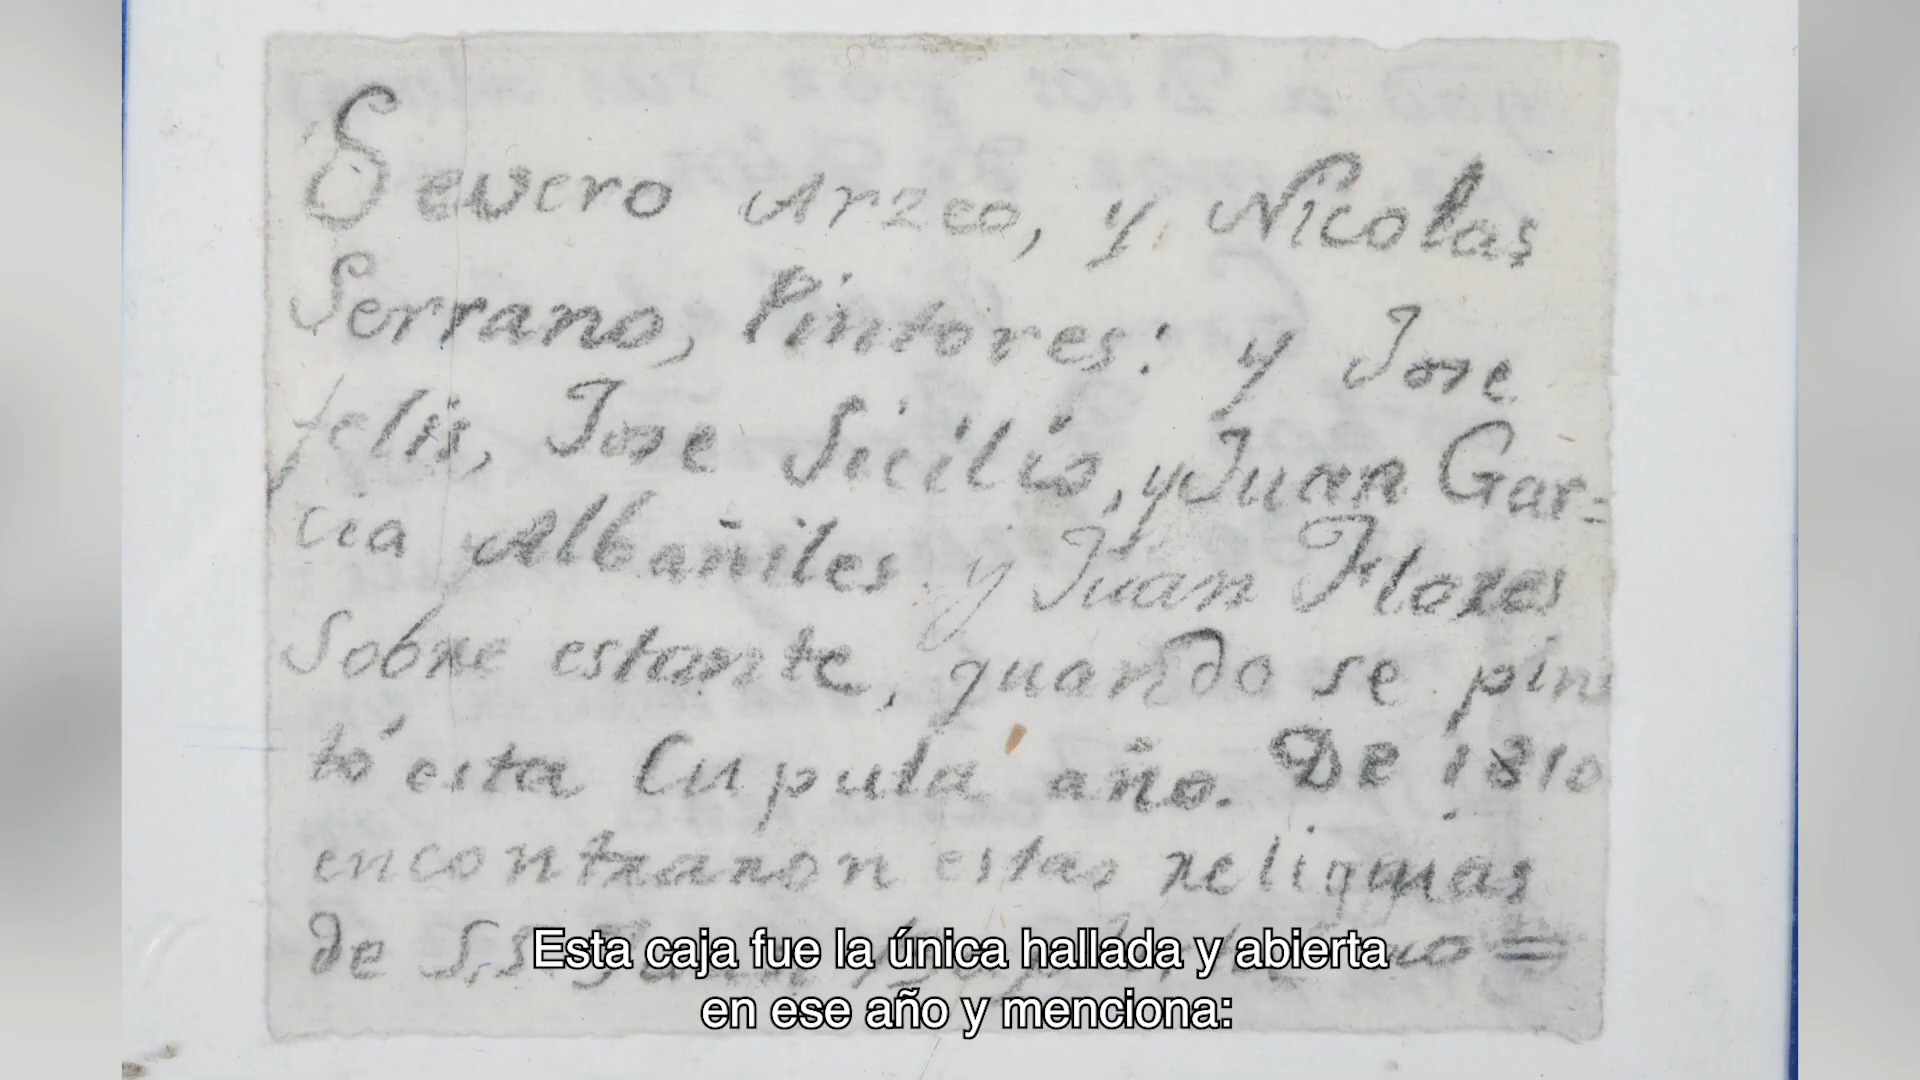 Severo Arzeo, y Nicolas
Serrano, Pintores: y Jose
felis, Jose Sicilio, y Juan Gar=
cia Albañiles y Juan Flores
Sobre estante, quando se pin
tó esta Cupula año. De 1810
encontraron estas reliquias
de S.S. Juan
Esta caja fue la única hallada y abierta
en ese año y menciona: